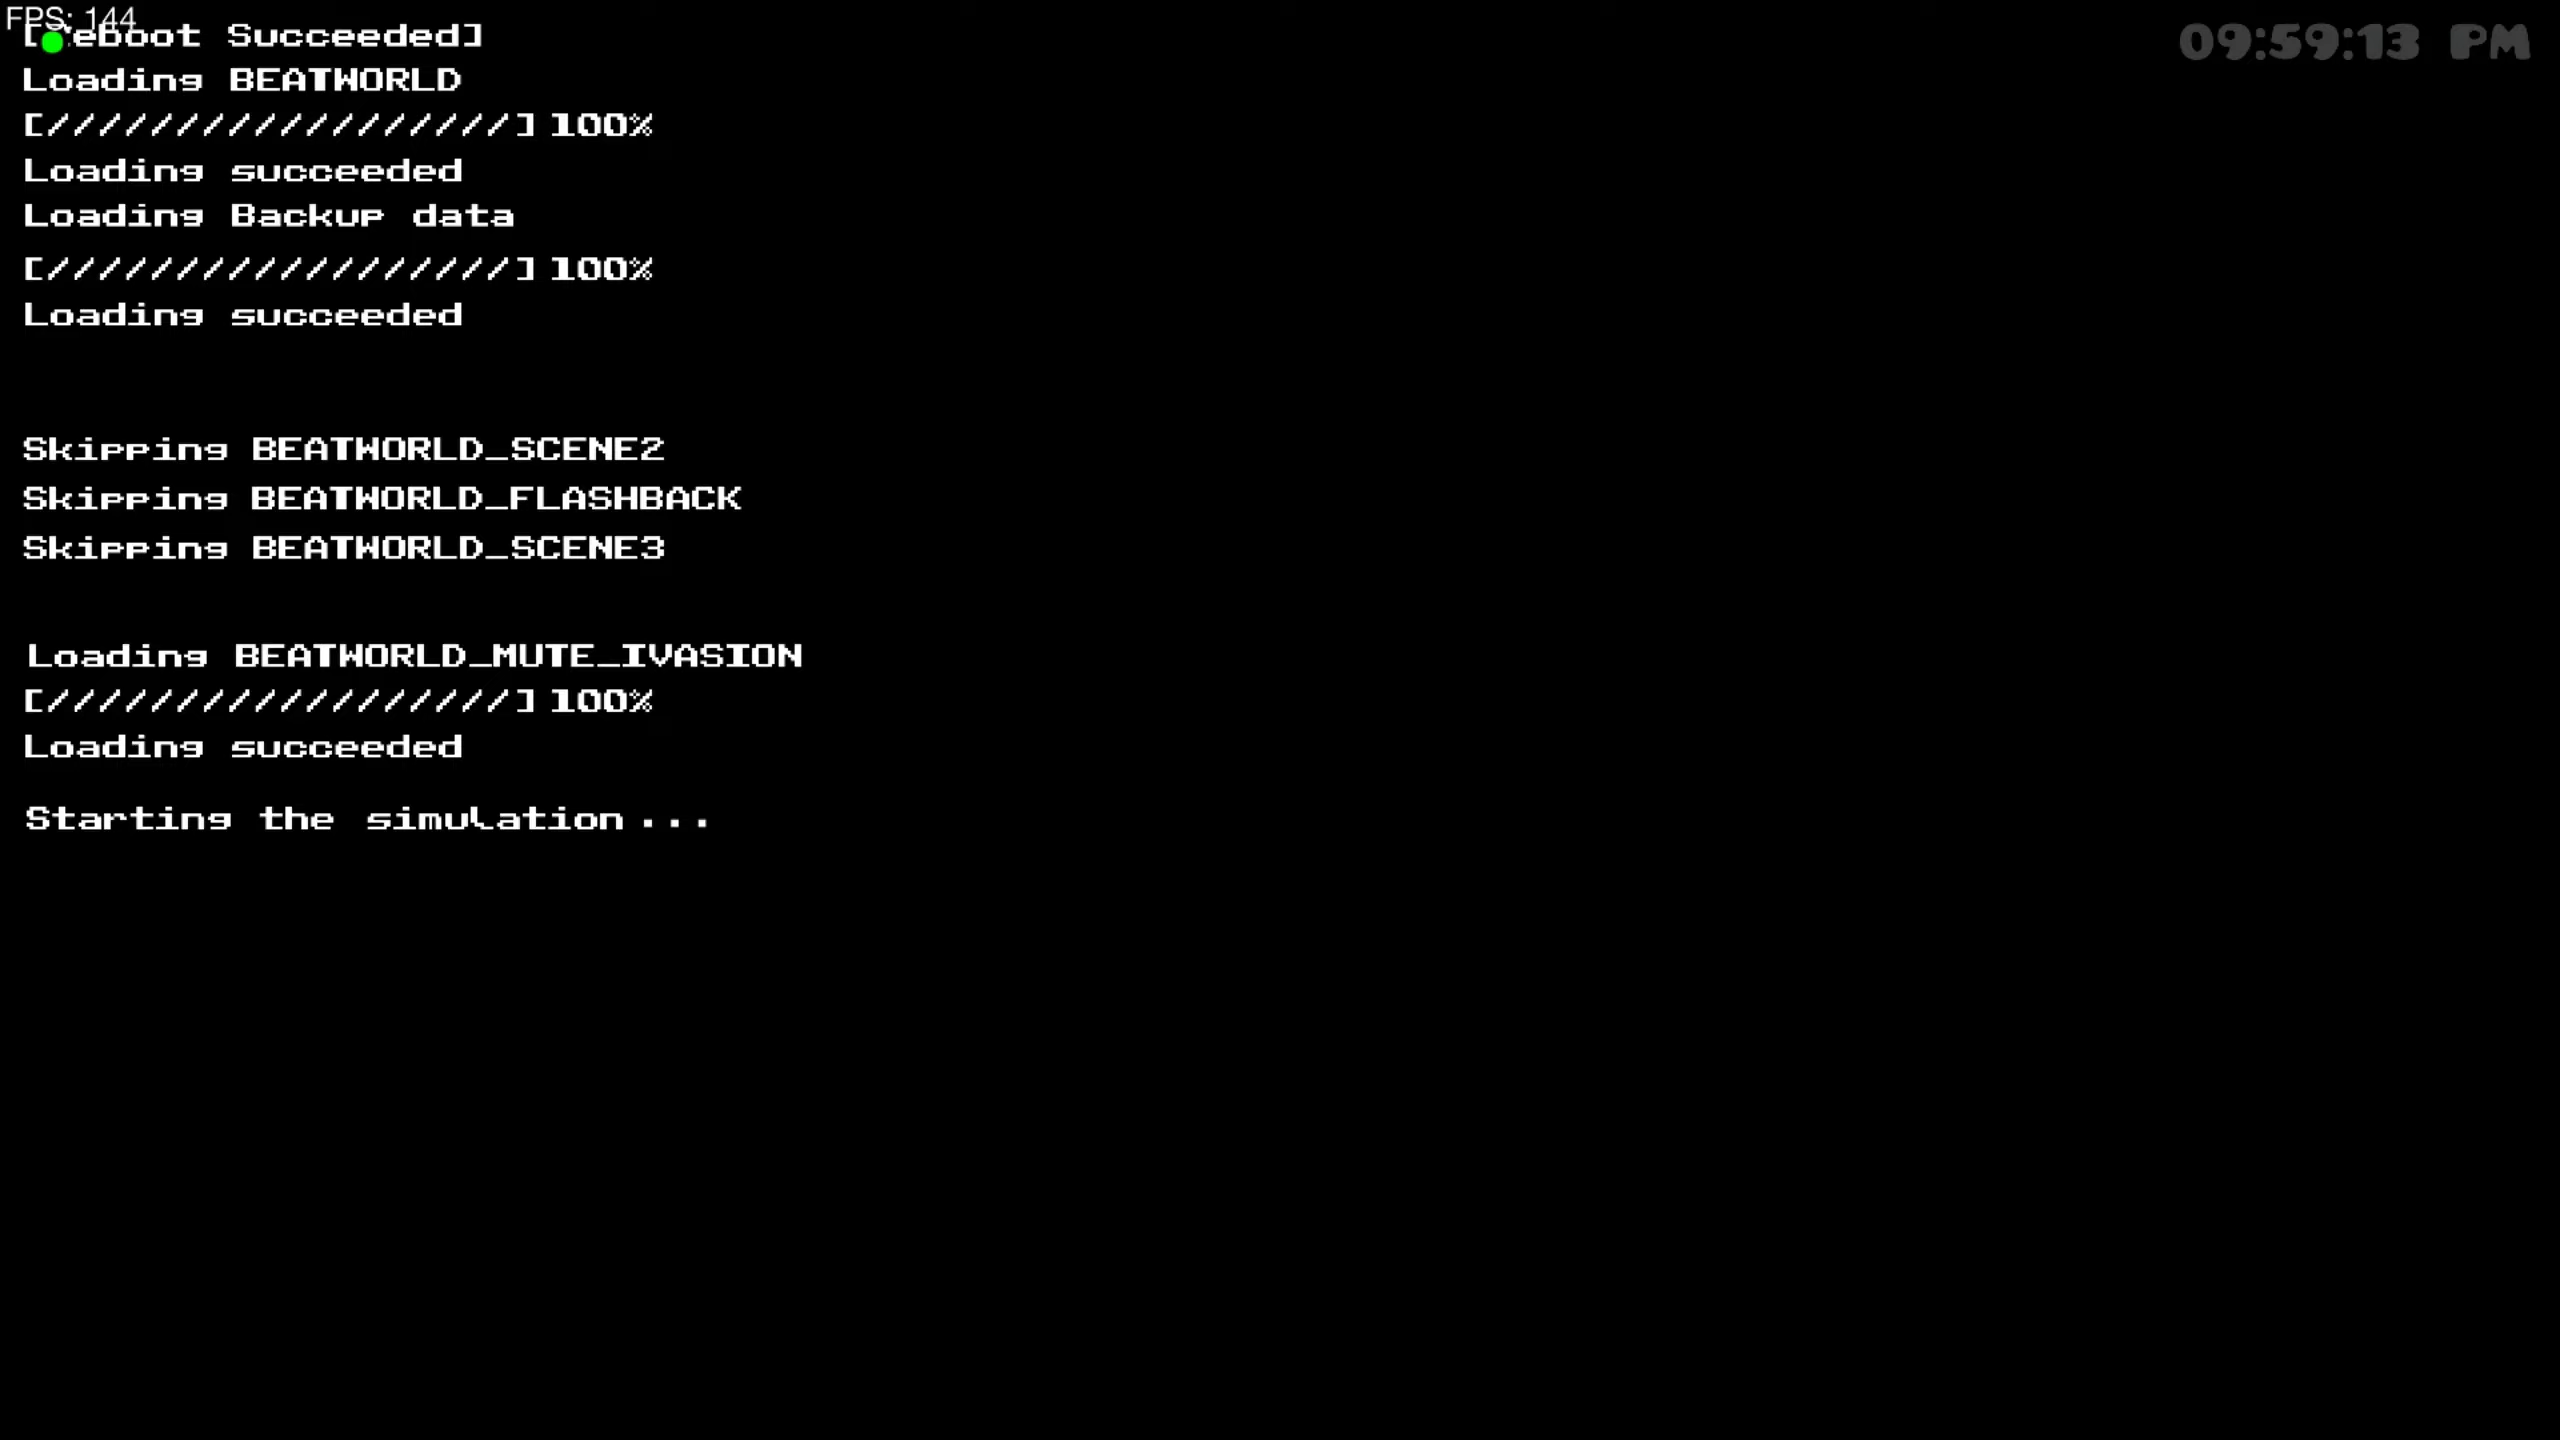 FPS: 144
[Reboot Succeeded]
09:59:13 PM
Loading BEATWORLD
[//////////////////] 100%
Loading succeeded
Loading Backup data
[//////////////////] 100%
Loading succeeded
Skipping BEATWORLD_SCENE2
Skipping BEATWORLD_FLASHBACK
Skipping BEATWORLD_SCENE3
Loading BEATWORLD_MUTE_IVASION
[//////////////////] 100%
Loading succeeded
Starting the simulation...